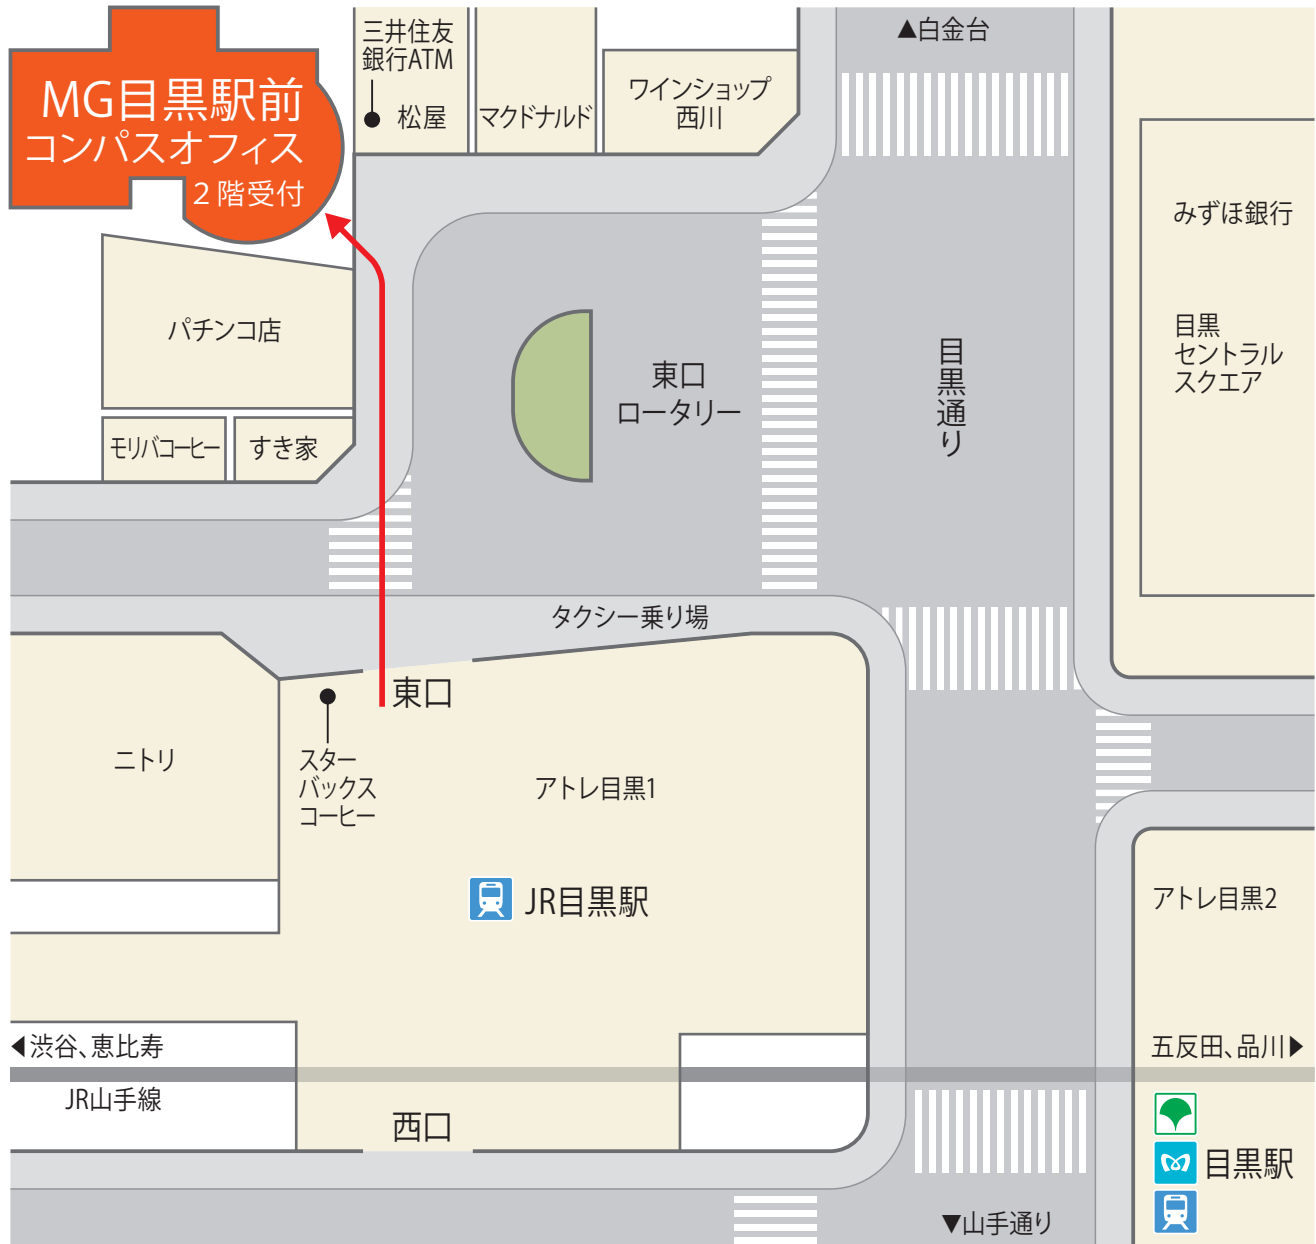 ▲白金台
三井住友
銀行ATM
松屋
マクドナルド
ワインショップ
西川
MG目黒駅前
コンパスオフィス
2階受付
みずほ銀行
目黒
セントラル
スクエア
パチンコ店
東口
ロータリー
目黒通り
モリバコーヒー
すき家
タクシー乗り場
東口
ニトリ
スター
バックス
コーヒー
アトレ目黒1
JR目黒駅
アトレ目黒2
◀渋谷、恵比寿
五反田、品川▶
JR山手線
西口
目黒駅
▼山手通り